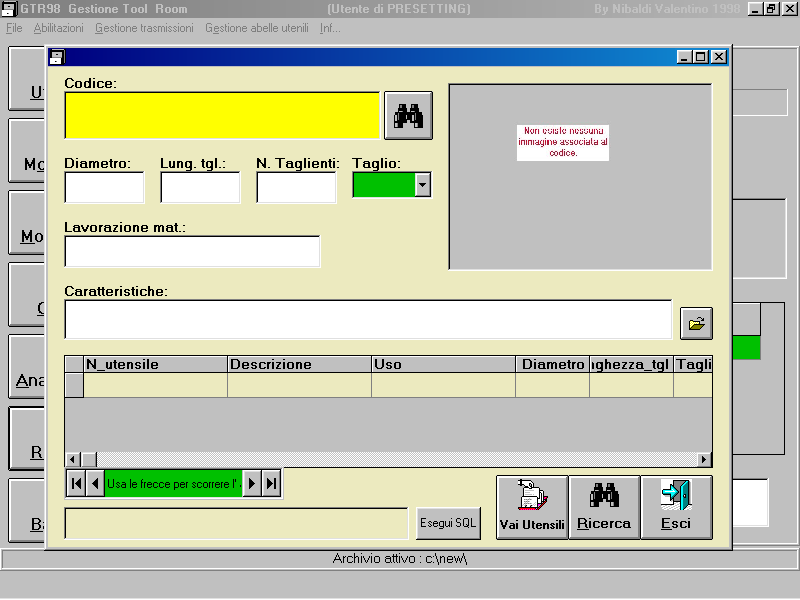 GTR98 Gestione Tool Room (Utente di PRESETTING) By Nibaldi Valentino 1998
File Abilitazioni Gestione trasmissioni Gestione abelle utenili Inf...
Codice:
Non esiste nessuna
immagine associata al
codice.
Diametro: Lung. tgl.: N. Taglienti: Taglio:
Lavorazione mat.:
Caratteristiche:
N_utensile Descrizione Uso Diametro nghezza_tgl Tagli
Usa le frecce per scorrere l'
Esegui SQL
Vai Utensili
Ricerca
Esci
U
Mo
Mo
Ana
R
Ba
Archivio attivo : c:\new\